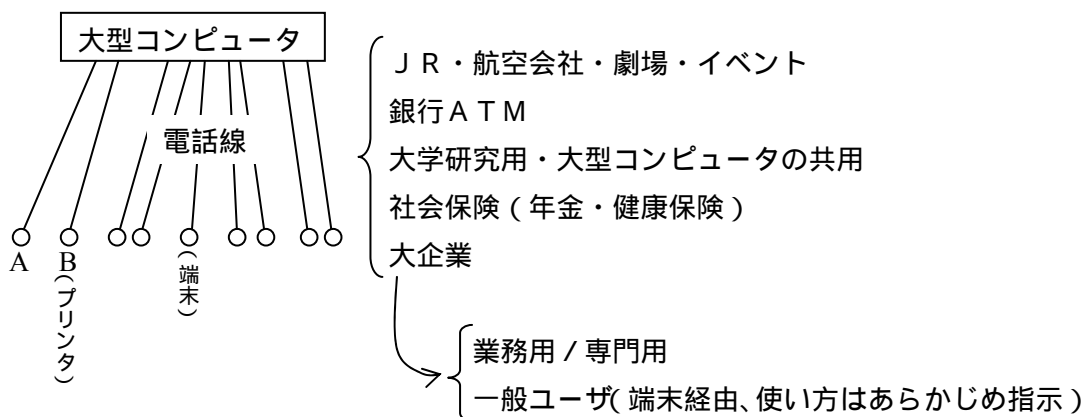 大型コンピュータ
電話線
A
B
(プリンタ)
(端末)
ＪＲ・航空会社・劇場・イベント
銀行ＡＴＭ
大学研究用・大型コンピュータの共用
社会保険（年金・健康保険）
大企業
業務用／専門用
一般ユーザ（端末経由、使い方はあらかじめ指示）